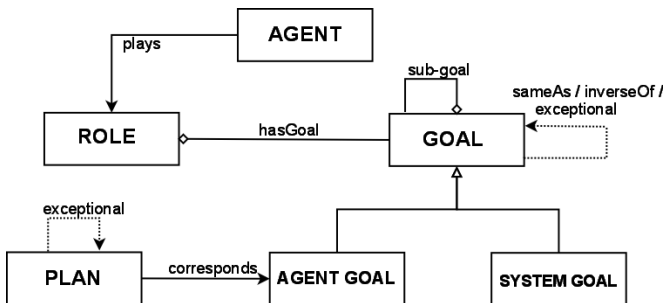 AGENT
plays
sub-goal
sameAs / inverseOf /
exceptional
ROLE
hasGoal
GOAL
exceptional
PLAN
corresponds
AGENT GOAL
SYSTEM GOAL